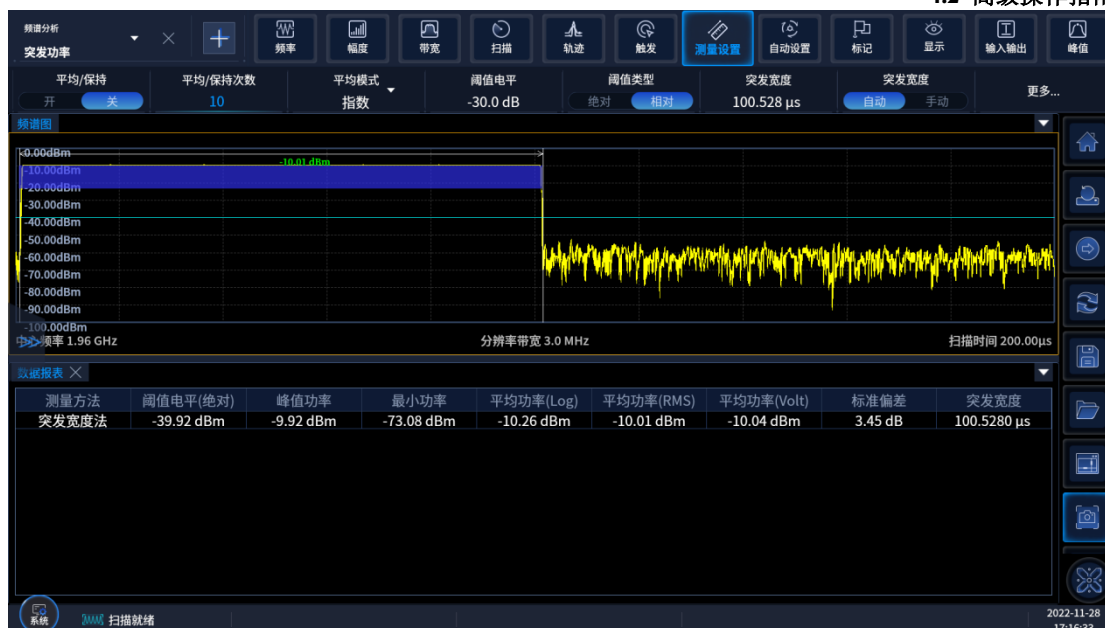 频谱分析
突发功率
频率
幅度
带宽
扫描
轨迹
触发
测量设置
自动设置
标记
显示
输入输出
峰值
平均/保持
平均/保持次数
平均模式
阈值电平
阈值类型
突发宽度
突发宽度
更多...
开 关
10
指数
-30.0 dB
绝对 相对
100.528 μs
自动 手动
频谱图
0.00dBm
-10.01 dBm
-10.00dBm
-20.00dBm
-30.00dBm
-40.00dBm
-50.00dBm
-60.00dBm
-70.00dBm
-80.00dBm
-90.00dBm
-100.00dBm
中心频率 1.96 GHz 分辨率带宽 3.0 MHz 扫描时间 200.00μs
数据报表
测量方法 阈值电平(绝对) 峰值功率 最小功率 平均功率(Log) 平均功率(RMS) 平均功率(Volt) 标准偏差 突发宽度
突发宽度法 -39.92 dBm -9.92 dBm -73.08 dBm -10.26 dBm -10.01 dBm -10.04 dBm 3.45 dB 100.5280 μs
系统
扫描就绪
2022-11-28
17:16:33